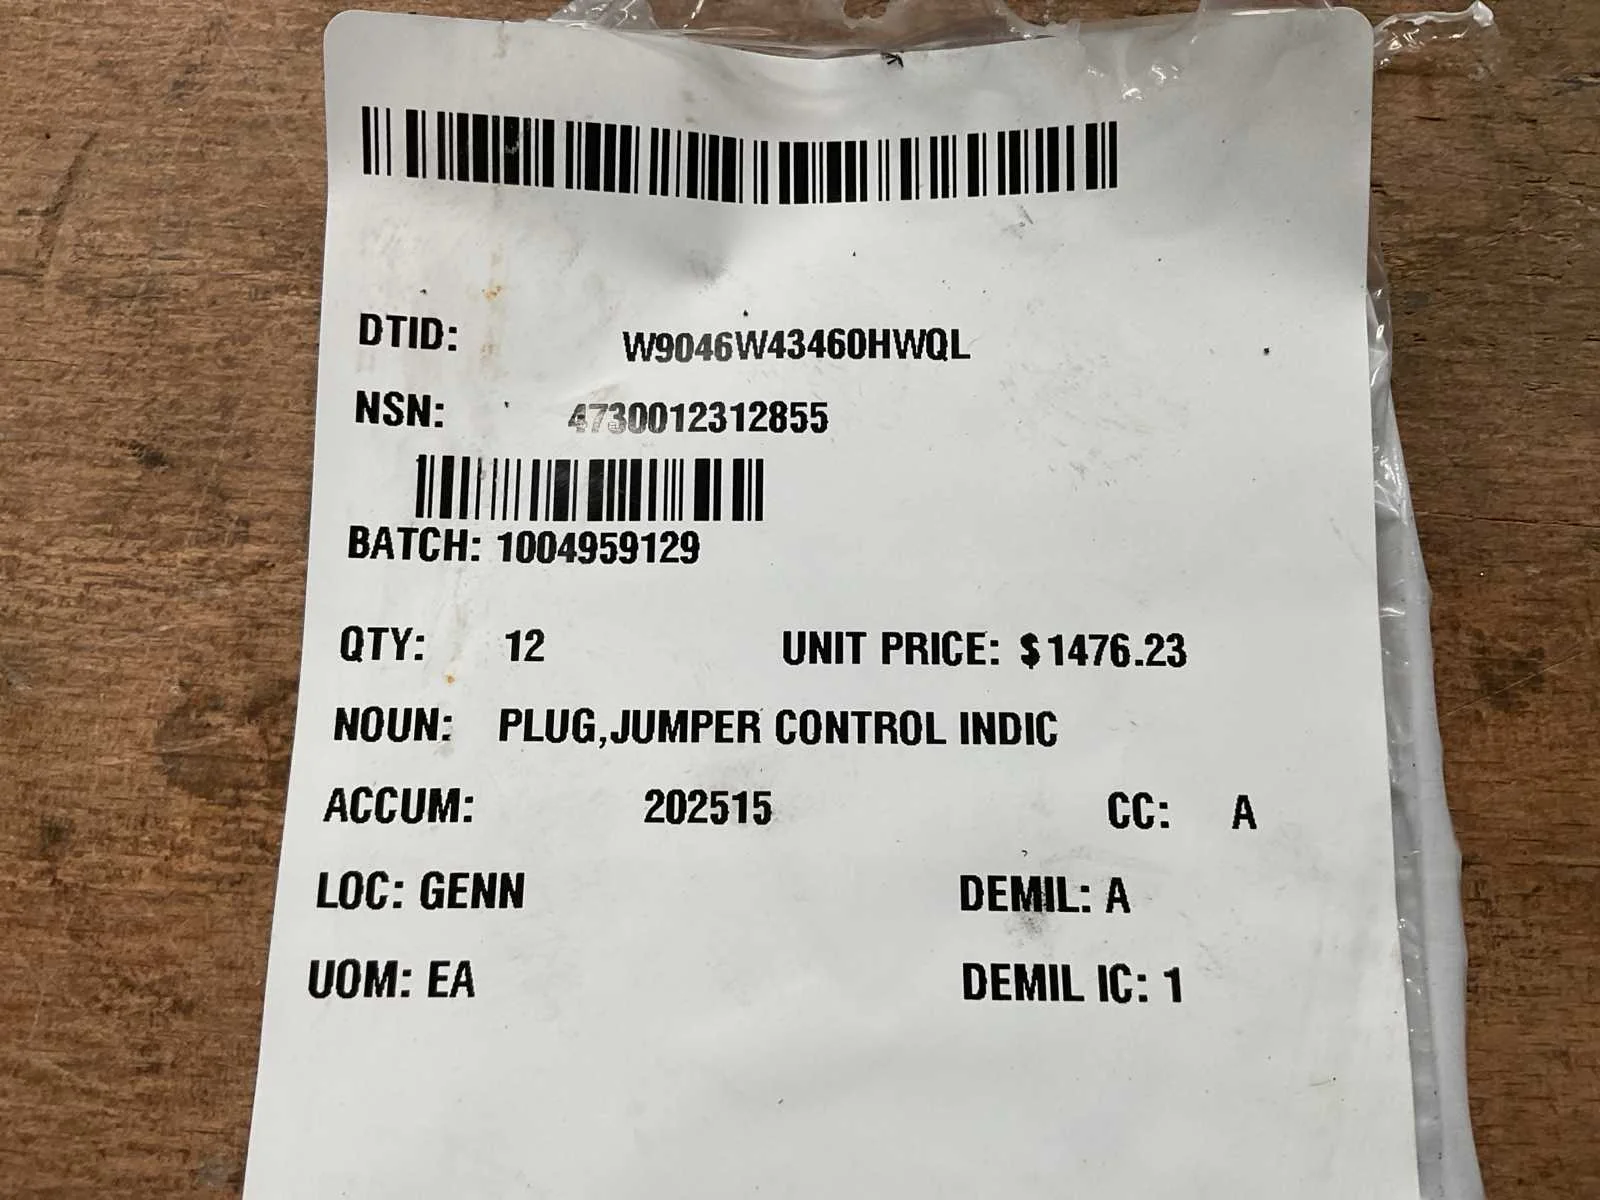 DTID: W9046W43460HWQL
NSN: 4730012312855
BATCH: 1004959129
QTY: 12 UNIT PRICE: $1476.23
NOUN: PLUG,JUMPER CONTROL INDIC
ACCUM: 202515 CC: A
LOC: GENN DEMIL: A
UOM: EA DEMIL IC: 1